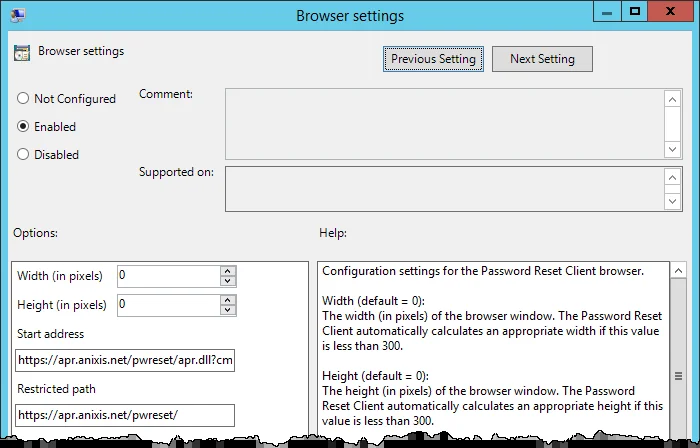 Browser settings
Browser settings
Previous Setting
Next Setting
Not Configured
Comment:
Enabled
Disabled
Supported on:
Options:
Help:
Width (in pixels) 0
Height (in pixels) 0
Start address
https://apr.anixis.net/pwreset/apr.dll?cm
Restricted path
https://apr.anixis.net/pwreset/
Configuration settings for the Password Reset Client browser.
Width (default = 0):
The width (in pixels) of the browser window. The Password Reset
Client automatically calculates an appropriate width if this value
is less than 300.
Height (default = 0):
The height (in pixels) of the browser window. The Password
Reset Client automatically calculates an appropriate height if this
value is less than 300.